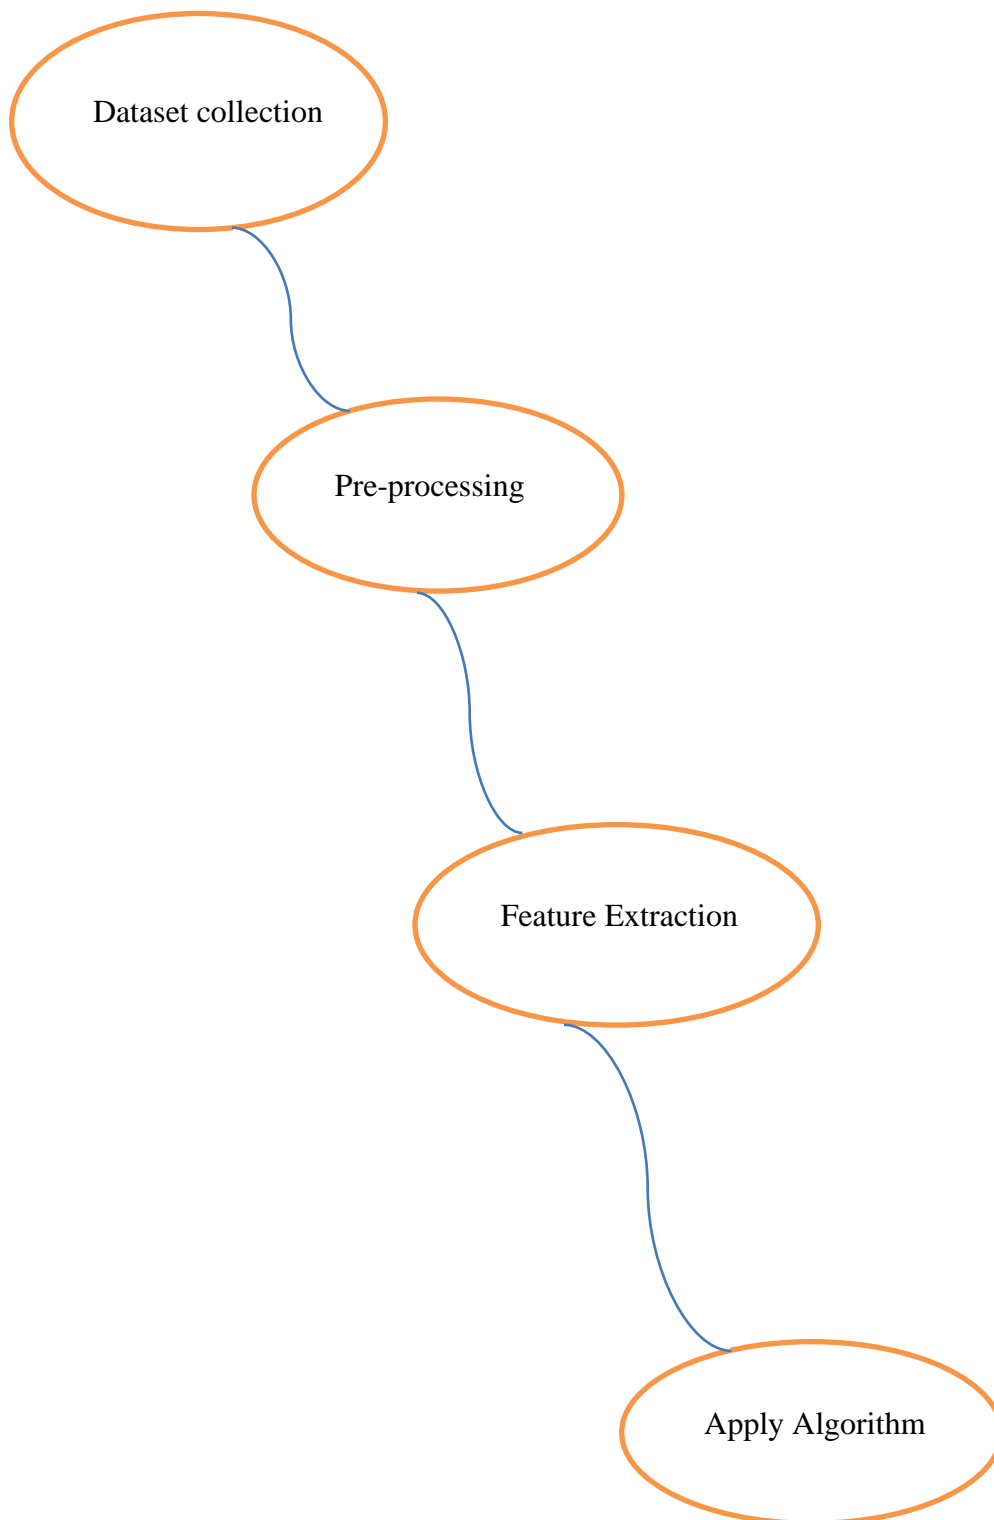 Dataset collection
Pre-processing
Feature Extraction
Apply Algorithm